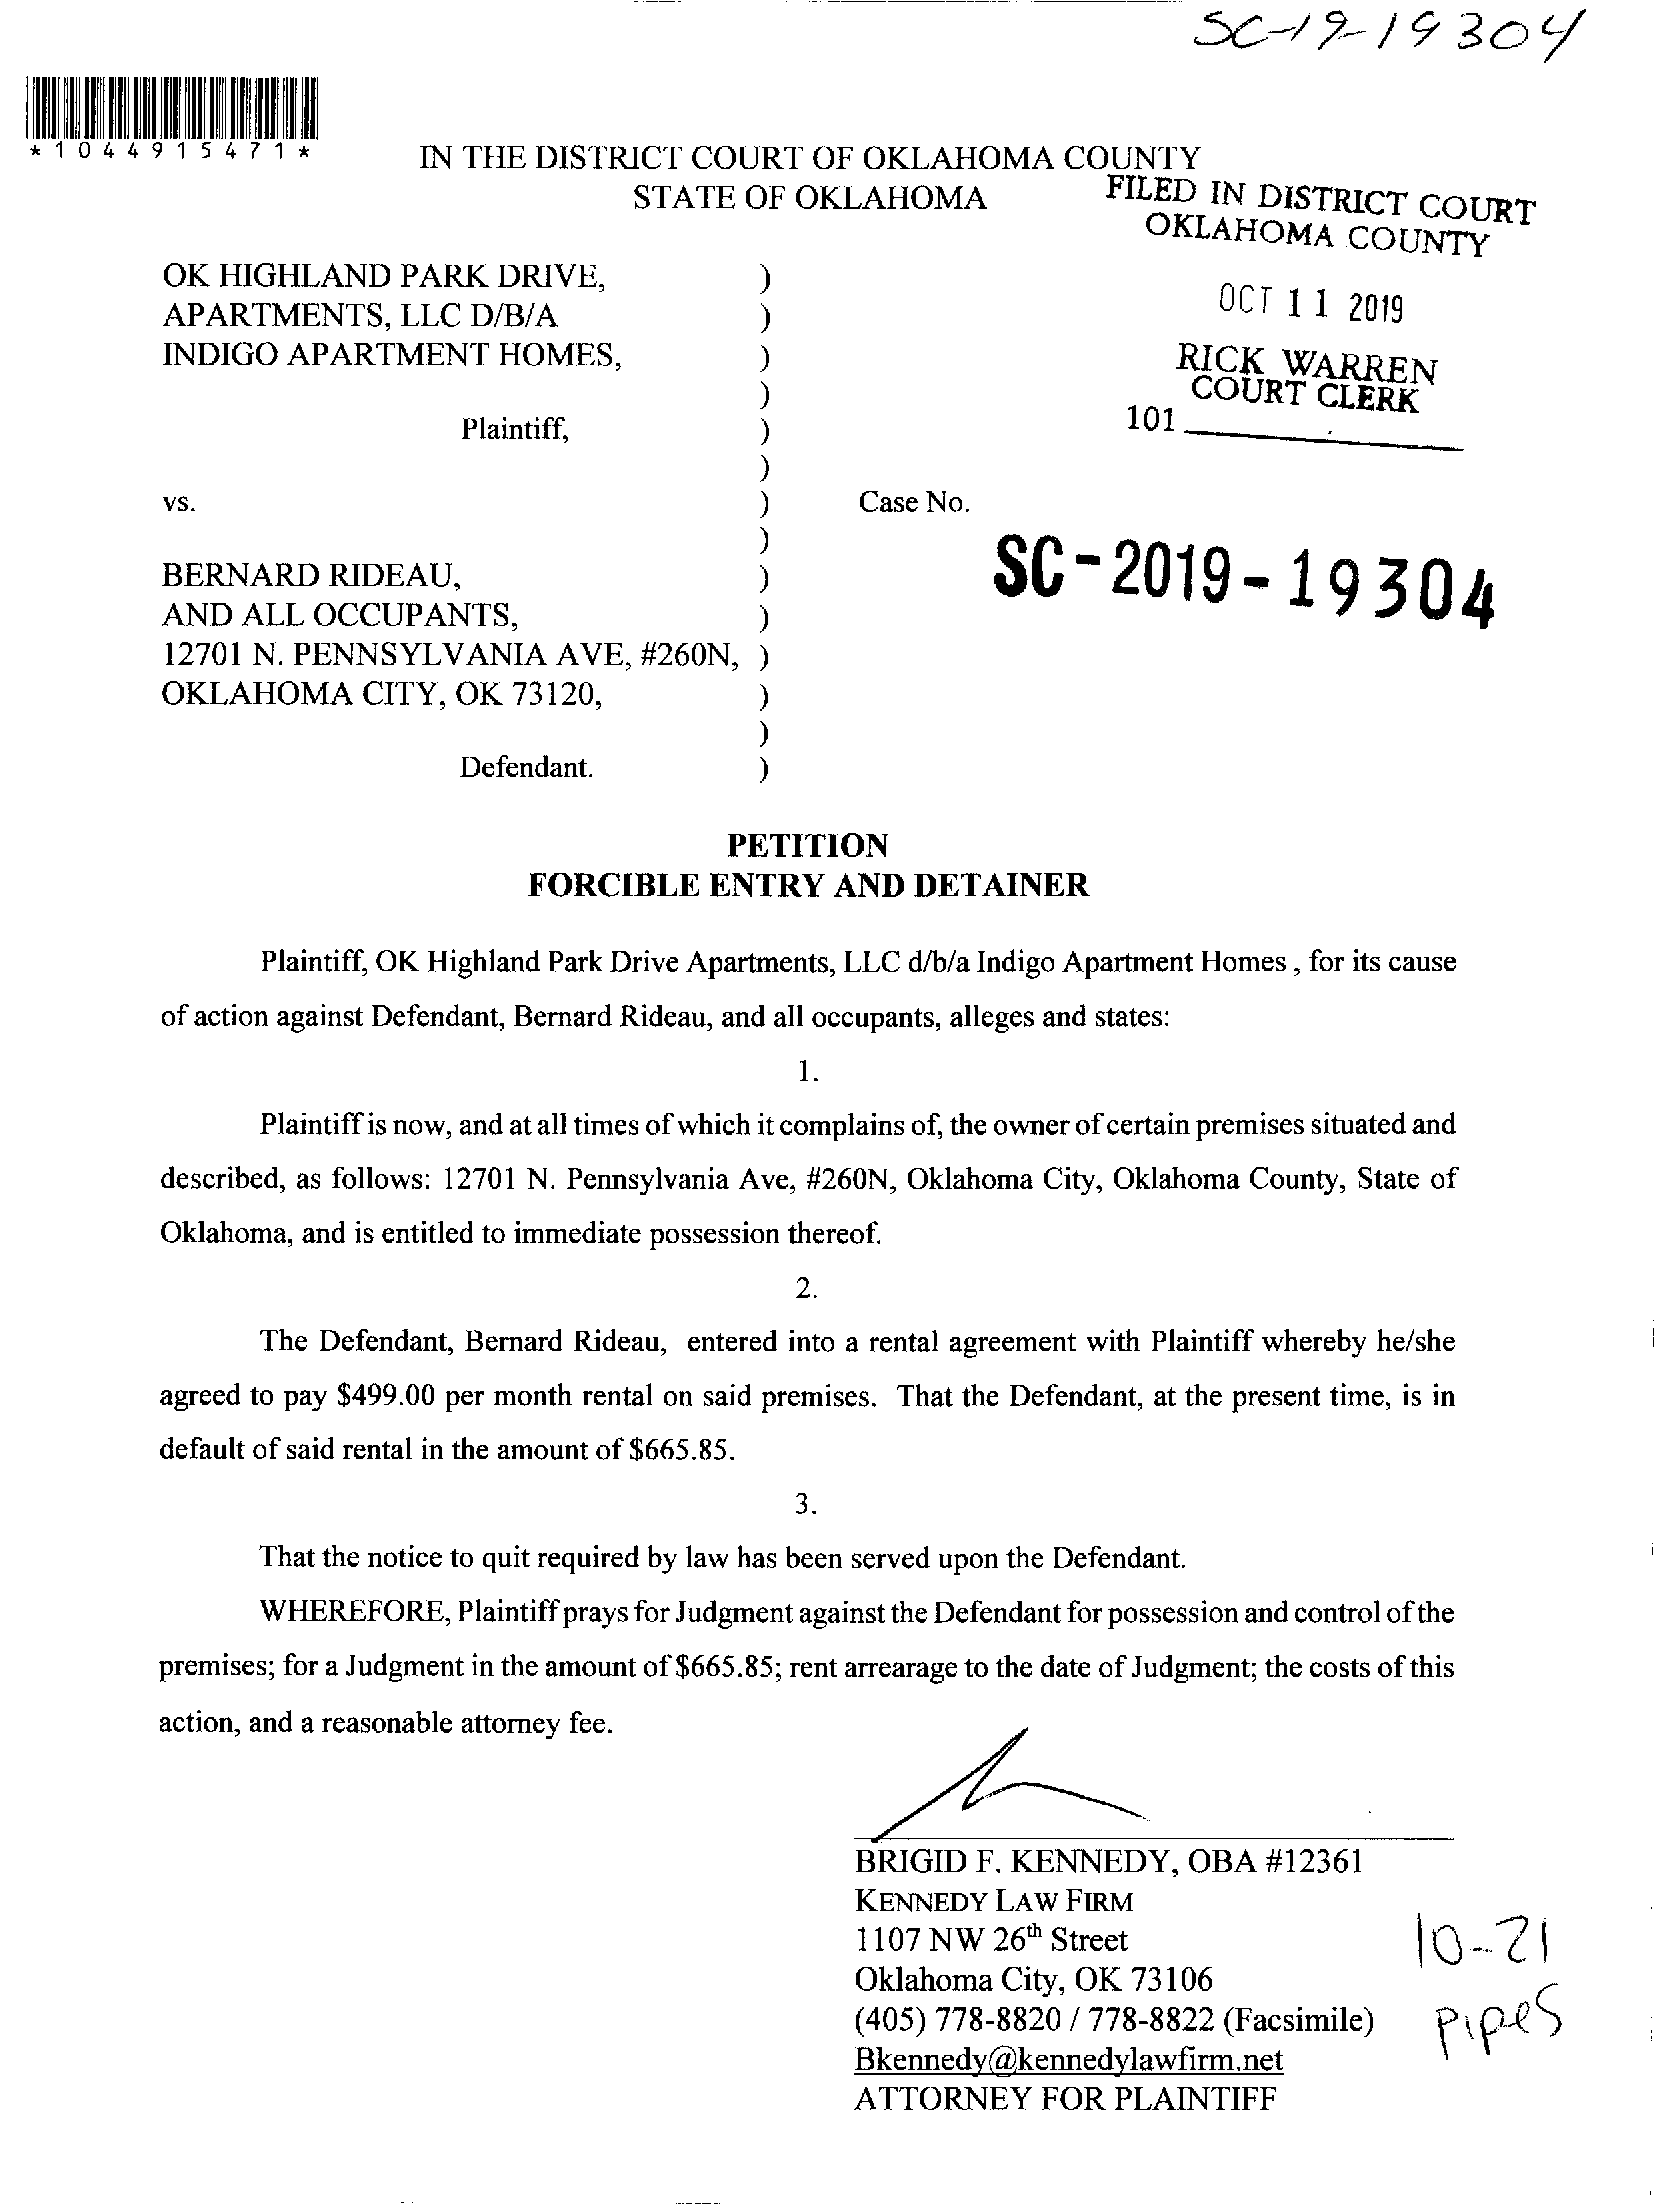 SC-19-19304
*1044915471*
IN THE DISTRICT COURT OF OKLAHOMA COUNTY
STATE OF OKLAHOMA
FILED IN DISTRICT COURT
OKLAHOMA COUNTY
OCT 11 2019
RICK WARREN
COURT CLERK
101
OK HIGHLAND PARK DRIVE, )
APARTMENTS, LLC D/B/A )
INDIGO APARTMENT HOMES, )
)
Plaintiff, )
)
vs. ) Case No.
)
SC-2019-19304
BERNARD RIDEAU, )
AND ALL OCCUPANTS, )
12701 N. PENNSYLVANIA AVE, #260N, )
OKLAHOMA CITY, OK 73120, )
)
Defendant. )
PETITION
FORCIBLE ENTRY AND DETAINER
Plaintiff, OK Highland Park Drive Apartments, LLC d/b/a Indigo Apartment Homes , for its cause
of action against Defendant, Bernard Rideau, and all occupants, alleges and states:
1.
Plaintiff is now, and at all times of which it complains of, the owner of certain premises situated and
described, as follows: 12701 N. Pennsylvania Ave, #260N, Oklahoma City, Oklahoma County, State of
Oklahoma, and is entitled to immediate possession thereof.
2.
The Defendant, Bernard Rideau, entered into a rental agreement with Plaintiff whereby he/she
agreed to pay $499.00 per month rental on said premises. That the Defendant, at the present time, is in
default of said rental in the amount of $665.85.
3.
That the notice to quit required by law has been served upon the Defendant.
WHEREFORE, Plaintiff prays for Judgment against the Defendant for possession and control of the
premises; for a Judgment in the amount of $665.85; rent arrearage to the date of Judgment; the costs of this
action, and a reasonable attorney fee.
BRIGID F. KENNEDY, OBA #12361
KENNEDY LAW FIRM
1107 NW 26th Street
Oklahoma City, OK 73106
(405) 778-8820 / 778-8822 (Facsimile)
Bkennedy@kennedylawfirm.net
ATTORNEY FOR PLAINTIFF
10-21
Pipes